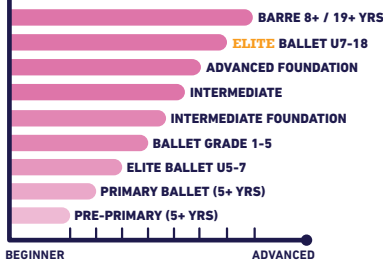 BARRE 8+ / 19+ YRS
ELITE BALLET U7-18
ADVANCED FOUNDATION
INTERMEDIATE
INTERMEDIATE FOUNDATION
BALLET GRADE 1-5
ELITE BALLET U5-7
PRIMARY BALLET (5+ YRS)
PRE-PRIMARY (5+ YRS)
BEGINNER ADVANCED